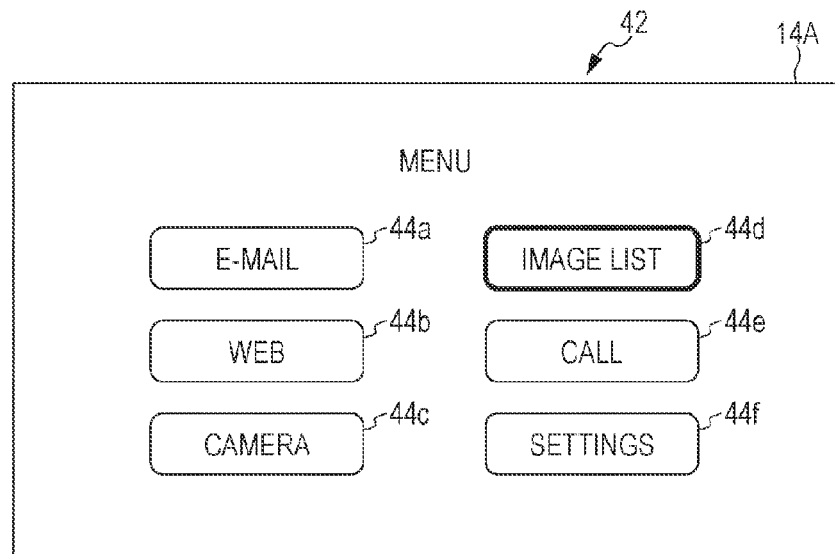 42
14A
MENU
E-MAIL 44a
IMAGE LIST 44d
WEB 44b
CALL 44e
CAMERA 44c
SETTINGS 44f